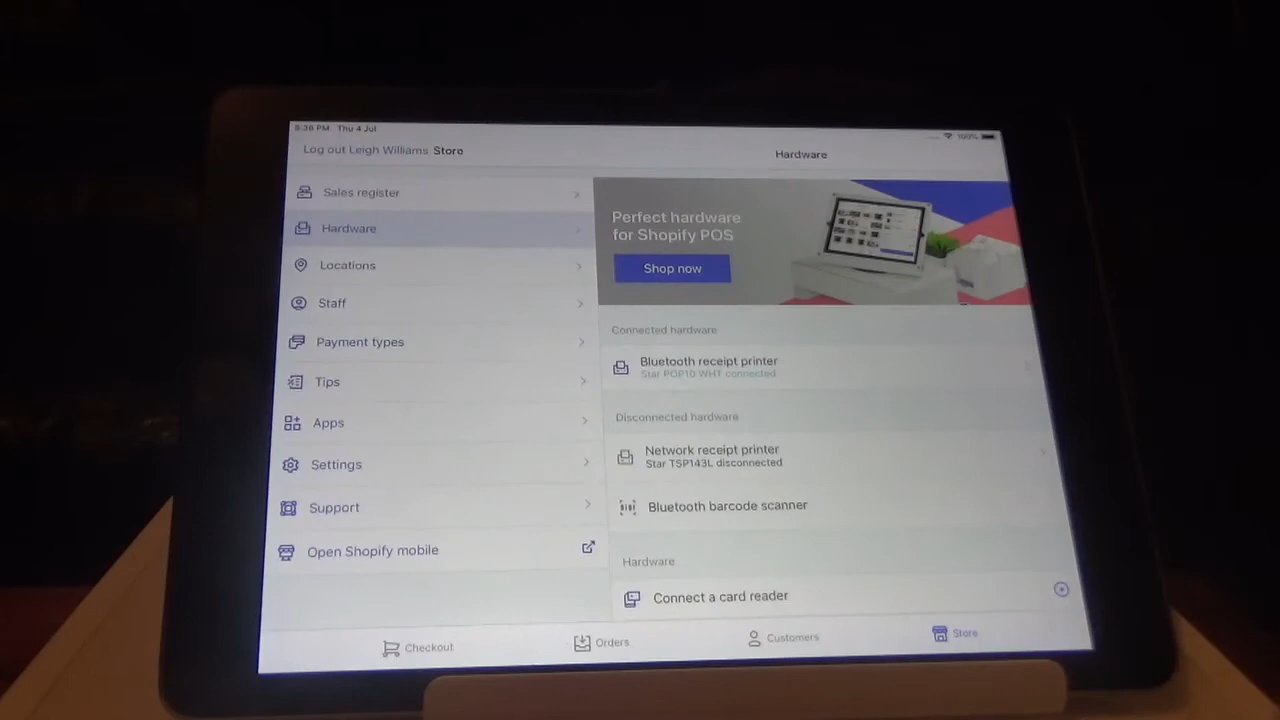 8:38 PM Thu 4 Jul
100%
Log out Leigh Williams Store
Hardware
Sales register
Hardware
Locations
Staff
Payment types
Tips
Apps
Settings
Support
Open Shopify mobile
Perfect hardware
for Shopify POS
Shop now
Connected hardware
Bluetooth receipt printer
Star POP10 WHT connected
Disconnected hardware
Network receipt printer
Star TSP143L disconnected
Bluetooth barcode scanner
Hardware
Connect a card reader
Checkout
Orders
Customers
Store